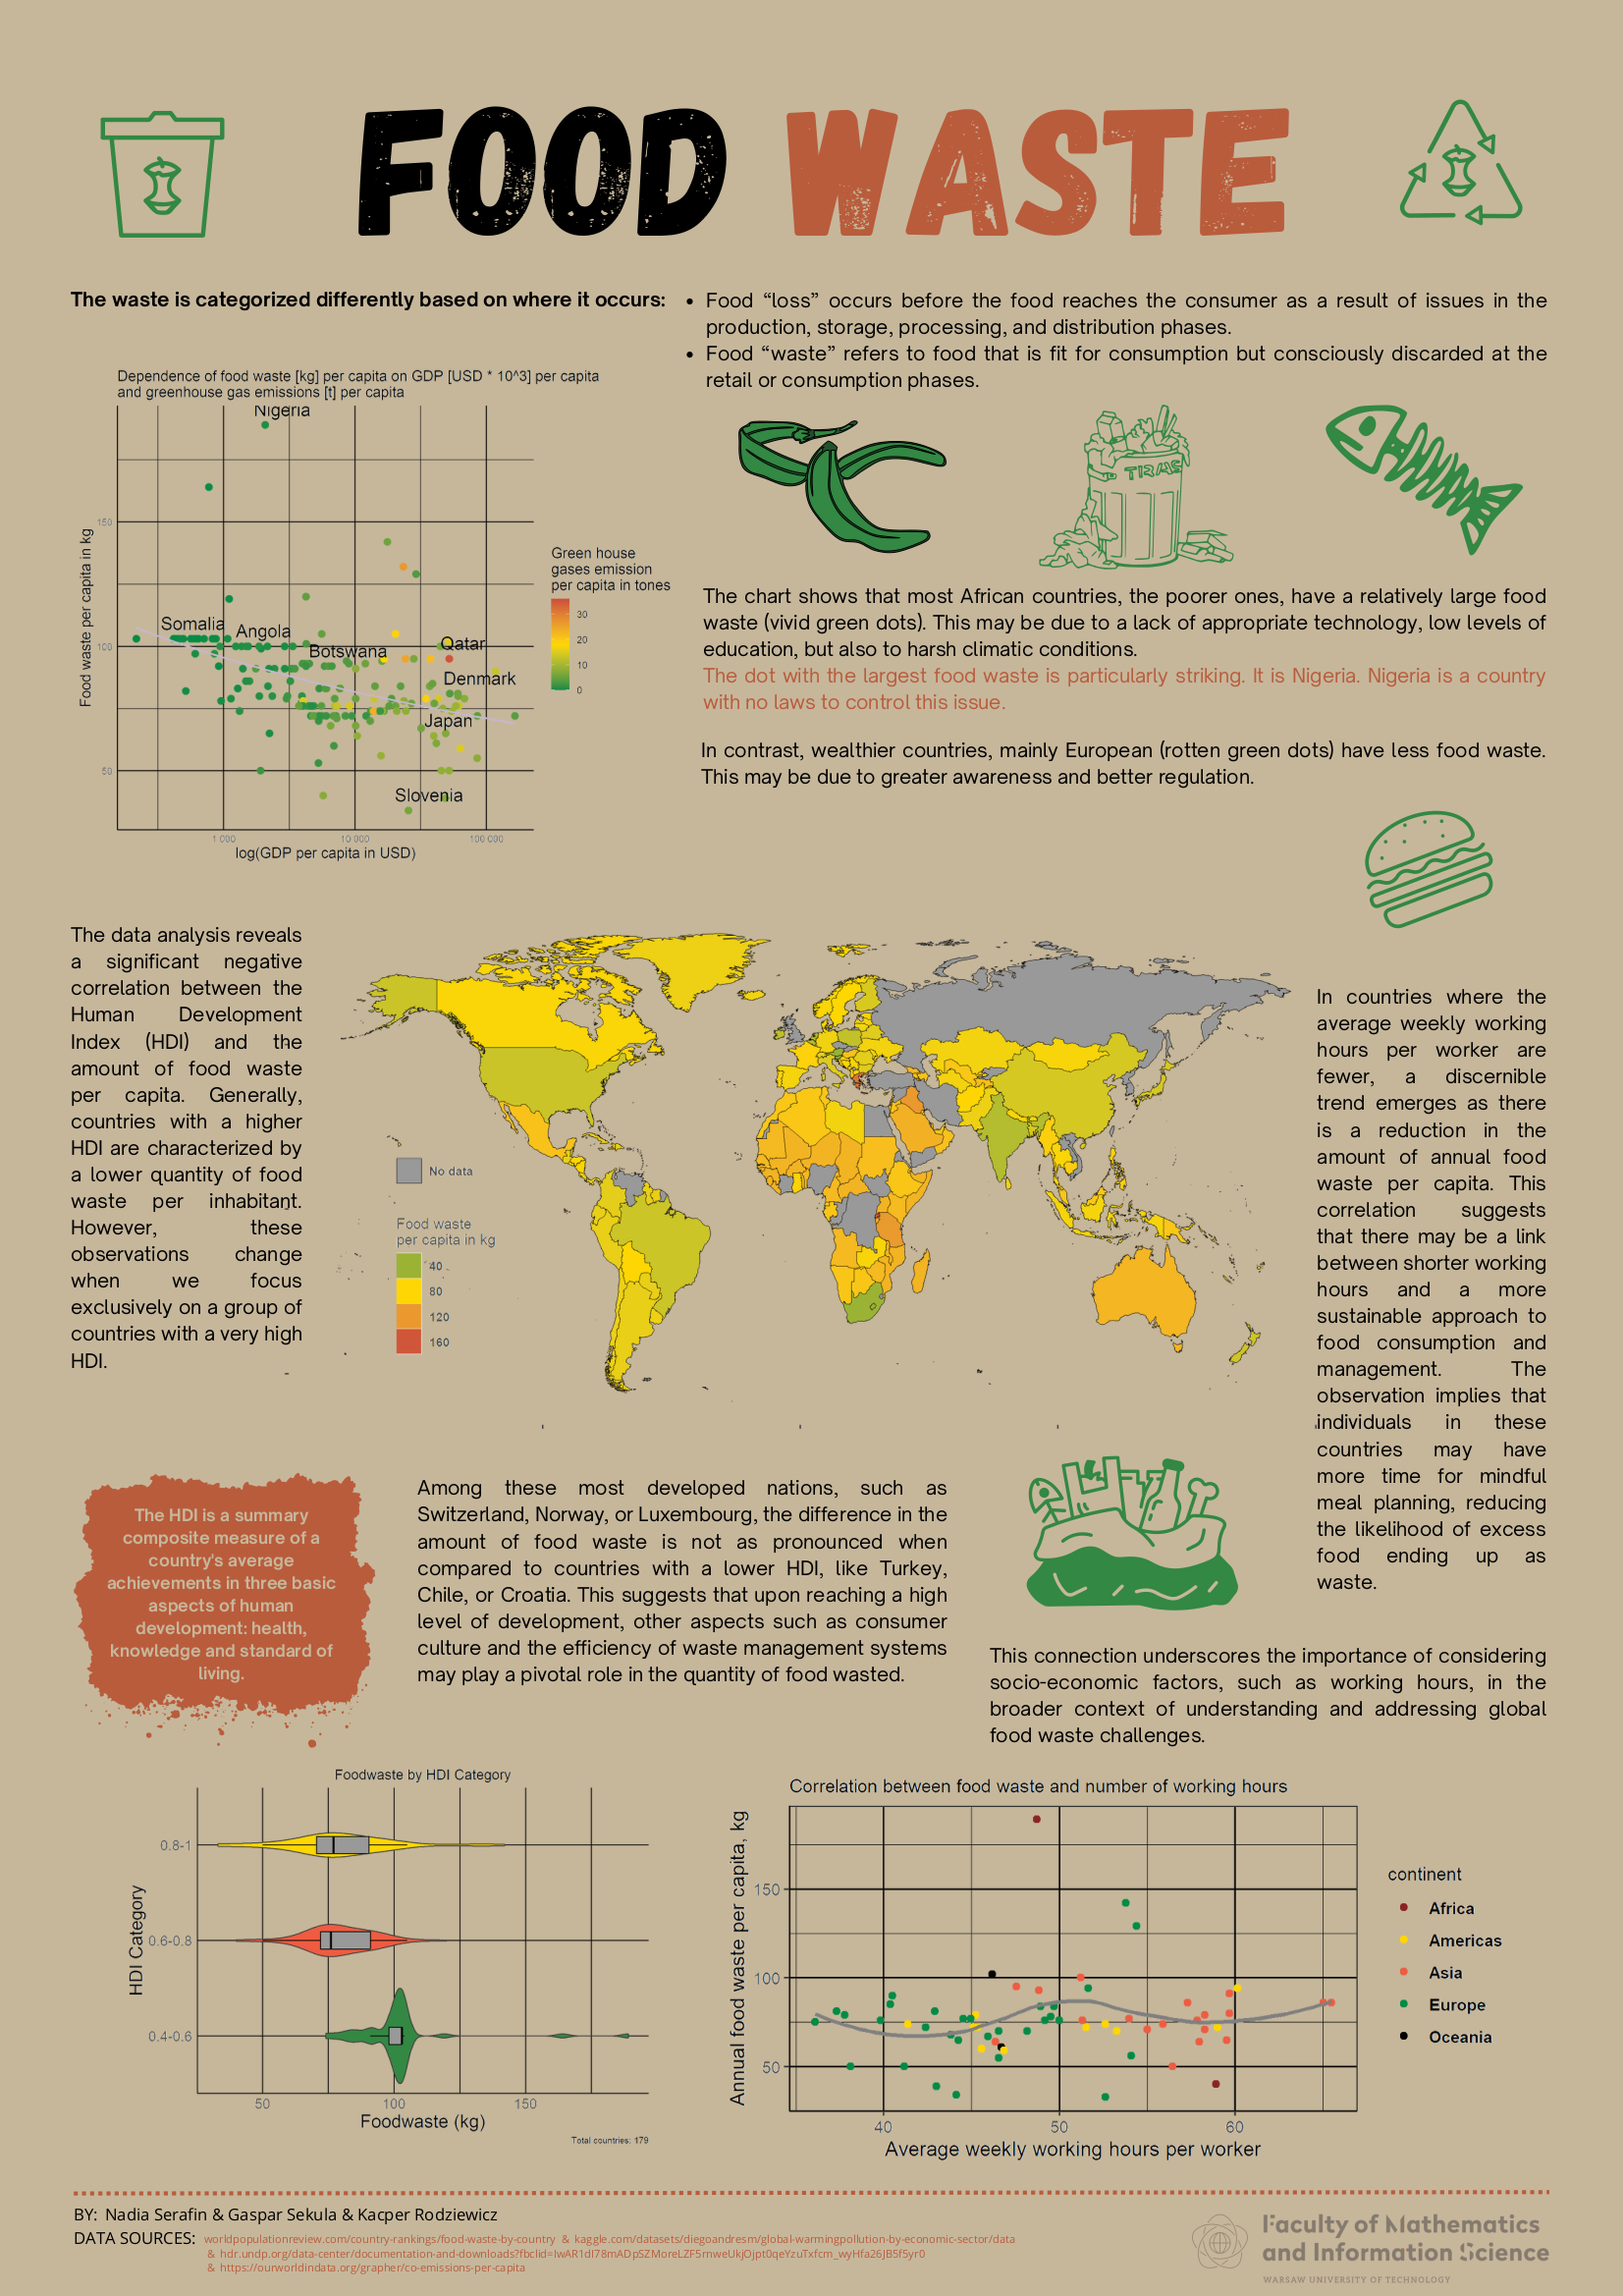 FOOD WASTE
The waste is categorized differently based on where it occurs:
• Food “loss” occurs before the food reaches the consumer as a result of issues in the
production, storage, processing, and distribution phases.
• Food “waste” refers to food that is fit for consumption but consciously discarded at the
retail or consumption phases.
Dependence of food waste [kg] per capita on GDP [USD * 10^3] per capita
and greenhouse gas emissions [t] per capita
Nigeria
Somalia
Angola
Botswana
Qatar
Denmark
Japan
Slovenia
150
100
50
Food waste per capita in kg
1 000
10 000
100 000
log(GDP per capita in USD)
Green house
gases emission
per capita in tones
30
20
10
0
TIRMS
The chart shows that most African countries, the poorer ones, have a relatively large food
waste (vivid green dots). This may be due to a lack of appropriate technology, low levels of
education, but also to harsh climatic conditions.
The dot with the largest food waste is particularly striking. It is Nigeria. Nigeria is a country
with no laws to control this issue.
In contrast, wealthier countries, mainly European (rotten green dots) have less food waste.
This may be due to greater awareness and better regulation.
The data analysis reveals
a significant negative
correlation between the
Human Development
Index (HDI) and the
amount of food waste
per capita. Generally,
countries with a higher
HDI are characterized by
a lower quantity of food
waste per inhabitant.
However, these
observations change
when we focus
exclusively on a group of
countries with a very high
HDI.
No data
Food waste
per capita in kg
40
80
120
160
In countries where the
average weekly working
hours per worker are
fewer, a discernible
trend emerges as there
is a reduction in the
amount of annual food
waste per capita. This
correlation suggests
that there may be a link
between shorter working
hours and a more
sustainable approach to
food consumption and
management. The
observation implies that
individuals in these
countries may have
more time for mindful
meal planning, reducing
the likelihood of excess
food ending up as
waste.
The HDI is a summary
composite measure of a
country's average
achievements in three basic
aspects of human
development: health,
knowledge and standard of
living.
Among these most developed nations, such as
Switzerland, Norway, or Luxembourg, the difference in the
amount of food waste is not as pronounced when
compared to countries with a lower HDI, like Turkey,
Chile, or Croatia. This suggests that upon reaching a high
level of development, other aspects such as consumer
culture and the efficiency of waste management systems
may play a pivotal role in the quantity of food wasted.
This connection underscores the importance of considering
socio-economic factors, such as working hours, in the
broader context of understanding and addressing global
food waste challenges.
Foodwaste by HDI Category
HDI Category
0.8-1
0.6-0.8
0.4-0.6
50
100
150
Foodwaste (kg)
Total countries: 179
Correlation between food waste and number of working hours
Annual food waste per capita, kg
150
100
50
40
50
60
Average weekly working hours per worker
continent
Africa
Americas
Asia
Europe
Oceania
BY: Nadia Serafin & Gaspar Sekula & Kacper Rodziewicz
DATA SOURCES: worldpopulationreview.com/country-rankings/food-waste-by-country & kaggle.com/datasets/diegoandresm/global-warmingpollution-by-economic-sector/data
& hdr.undp.org/data-center/documentation-and-downloads?fbclid=
& https://ourworldindata.org/grapher/co-emissions-per-capita
Faculty of Mathematics
and Information Science
WARSAW UNIVERSITY OF TECHNOLOGY